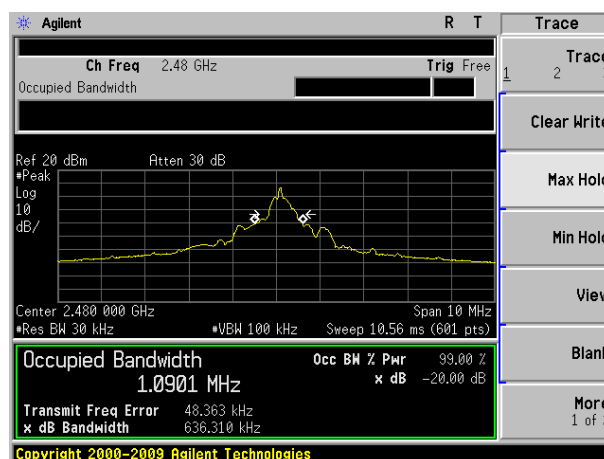 Agilent R T Trace
Ch Freq 2.48 GHz Trig Free
Occupied Bandwidth
Trace
1 2
Clear Write
Max Hold
Min Hold
View
Blank
More
1 of
Ref 20 dBm Atten 30 dB
#Peak
Log
10
dB/
Center 2.480 000 GHz Span 10 MHz
#Res BW 30 kHz #VBW 100 kHz Sweep 10.56 ms (601 pts)
Occupied Bandwidth Occ BW % Pwr 99.00 %
1.0901 MHz x dB -20.00 dB
Transmit Freq Error 48.363 kHz
x dB Bandwidth 636.310 kHz
Copyright 2000-2009 Agilent Technologies